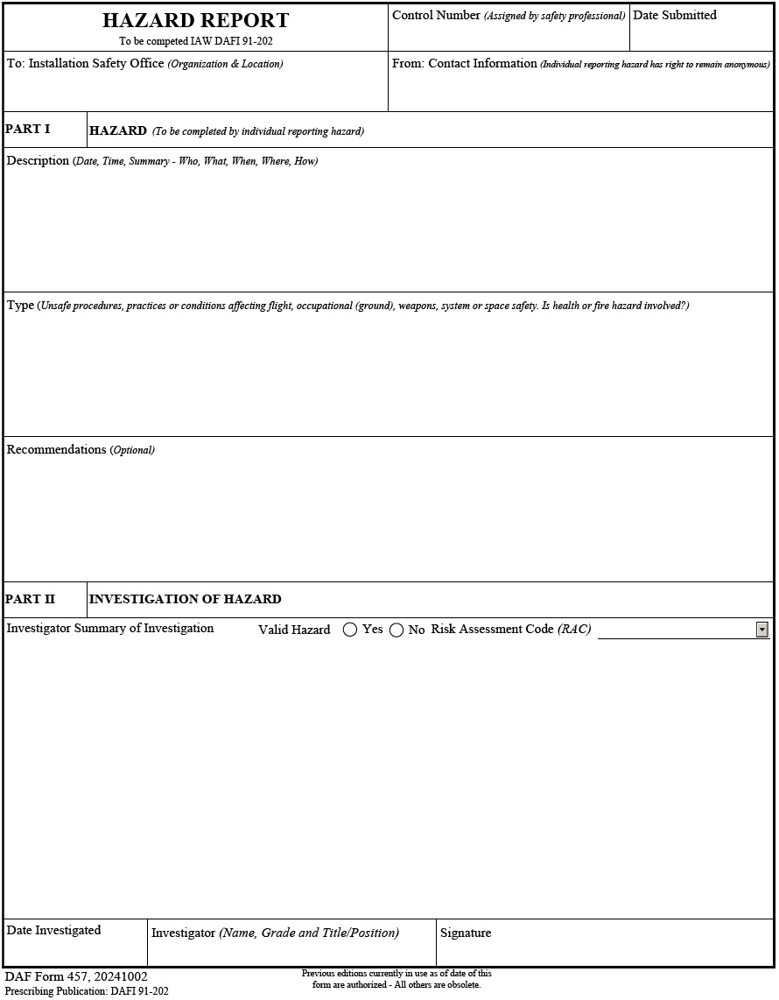 HAZARD REPORT
To be competed IAW DAFI 91-202
Control Number (Assigned by safety professional)
Date Submitted
To: Installation Safety Office (Organization & Location)
From: Contact Information (Individual reporting hazard has right to remain anonymous)
PART I
HAZARD (To be completed by individual reporting hazard)
Description (Date, Time, Summary - Who, What, When, Where, How)
Type (Unsafe procedures, practices or conditions affecting flight, occupational (ground), weapons, system or space safety. Is health or fire hazard involved?)
Recommendations (Optional)
PART II
INVESTIGATION OF HAZARD
Investigator Summary of Investigation
Valid Hazard Yes No Risk Assessment Code (RAC)
Date Investigated
Investigator (Name, Grade and Title/Position)
Signature
DAF Form 457, 20241002
Prescribing Publication: DAFI 91-202
Previous editions currently in use as of date of this
form are authorized - All others are obsolete.